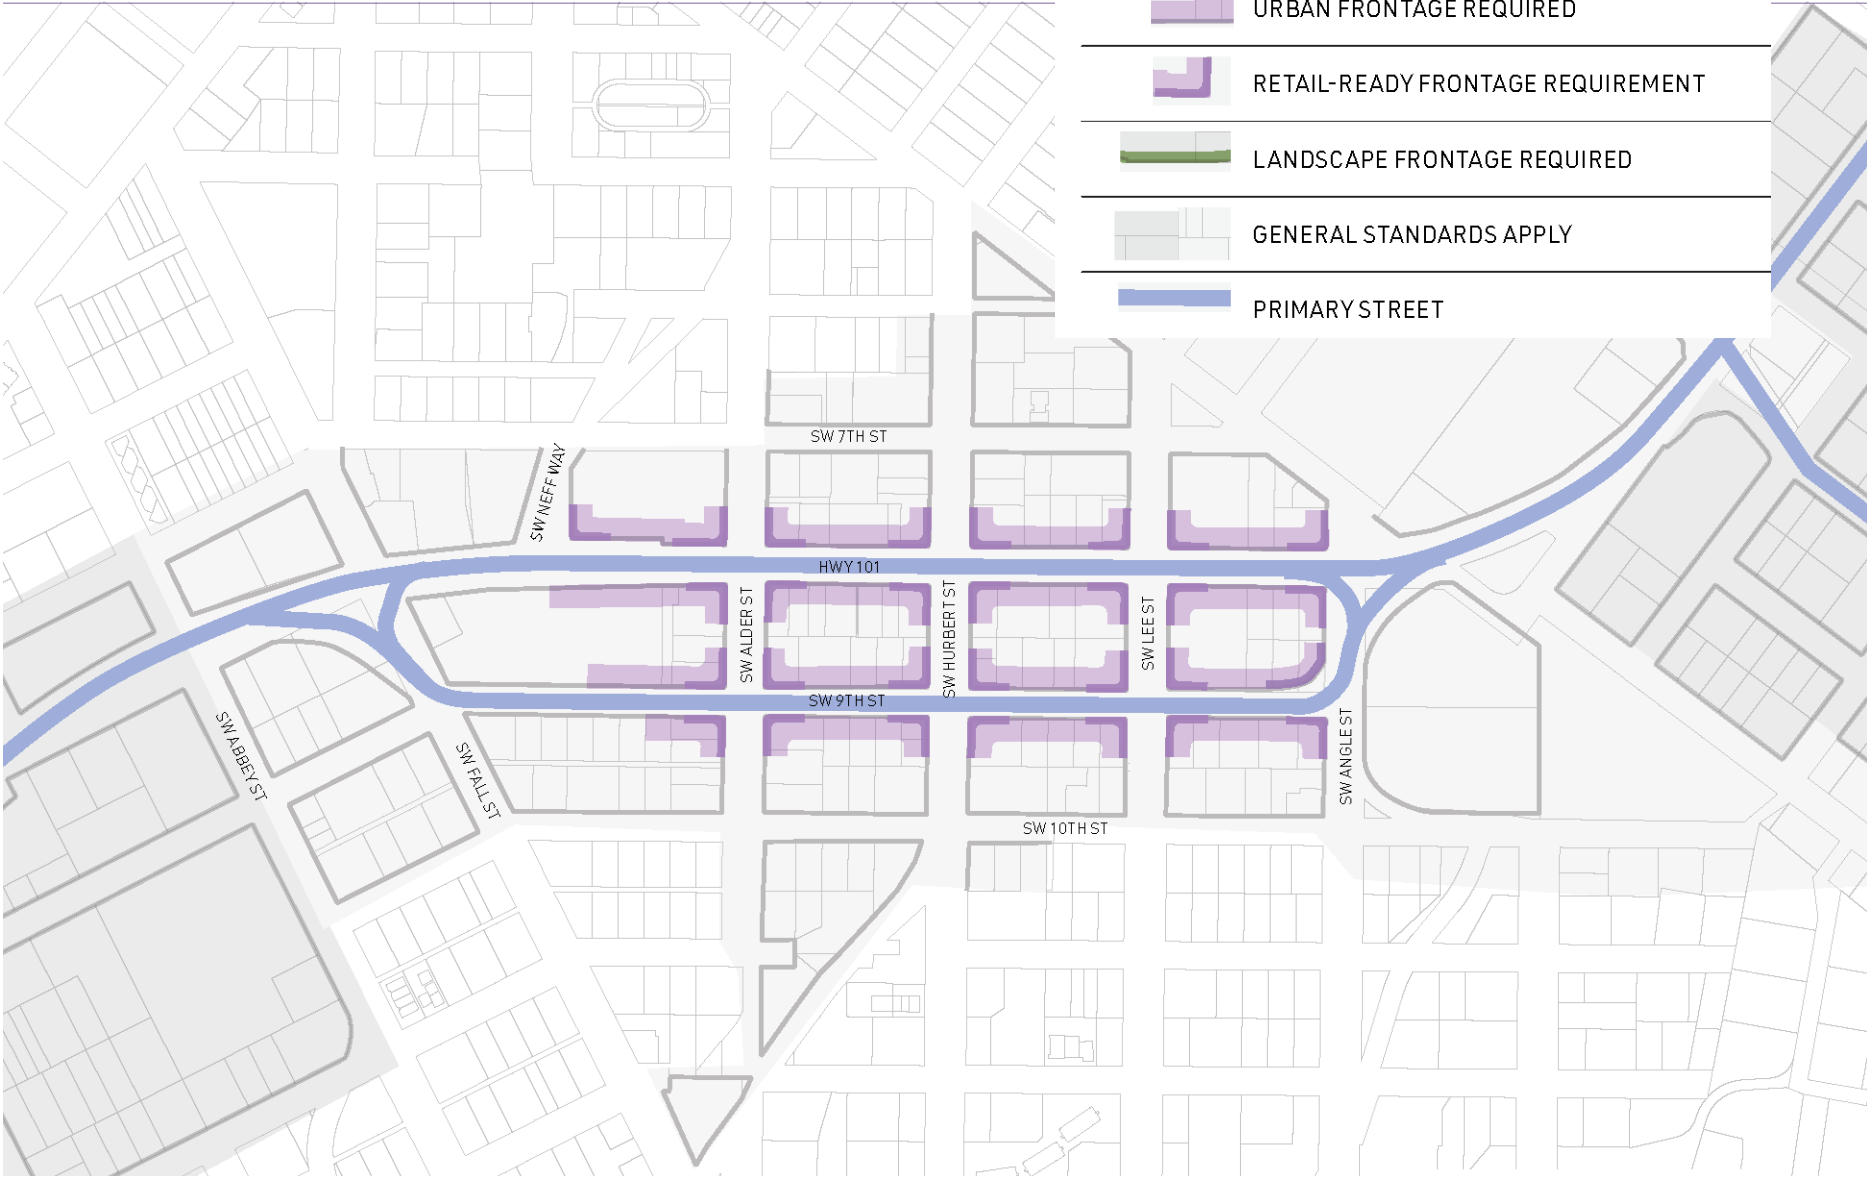 URBAN FRONTAGE REQUIRED
RETAIL-READY FRONTAGE REQUIREMENT
LANDSCAPE FRONTAGE REQUIRED
GENERAL STANDARDS APPLY
PRIMARY STREET
SW 7TH ST
SW NEFF WAY
HWY 101
SW ALDER ST
SW HURBERT ST
SW LEE ST
SW 9TH ST
SW ABBEY ST
SW FALL ST
SW ANGLE ST
SW 10TH ST